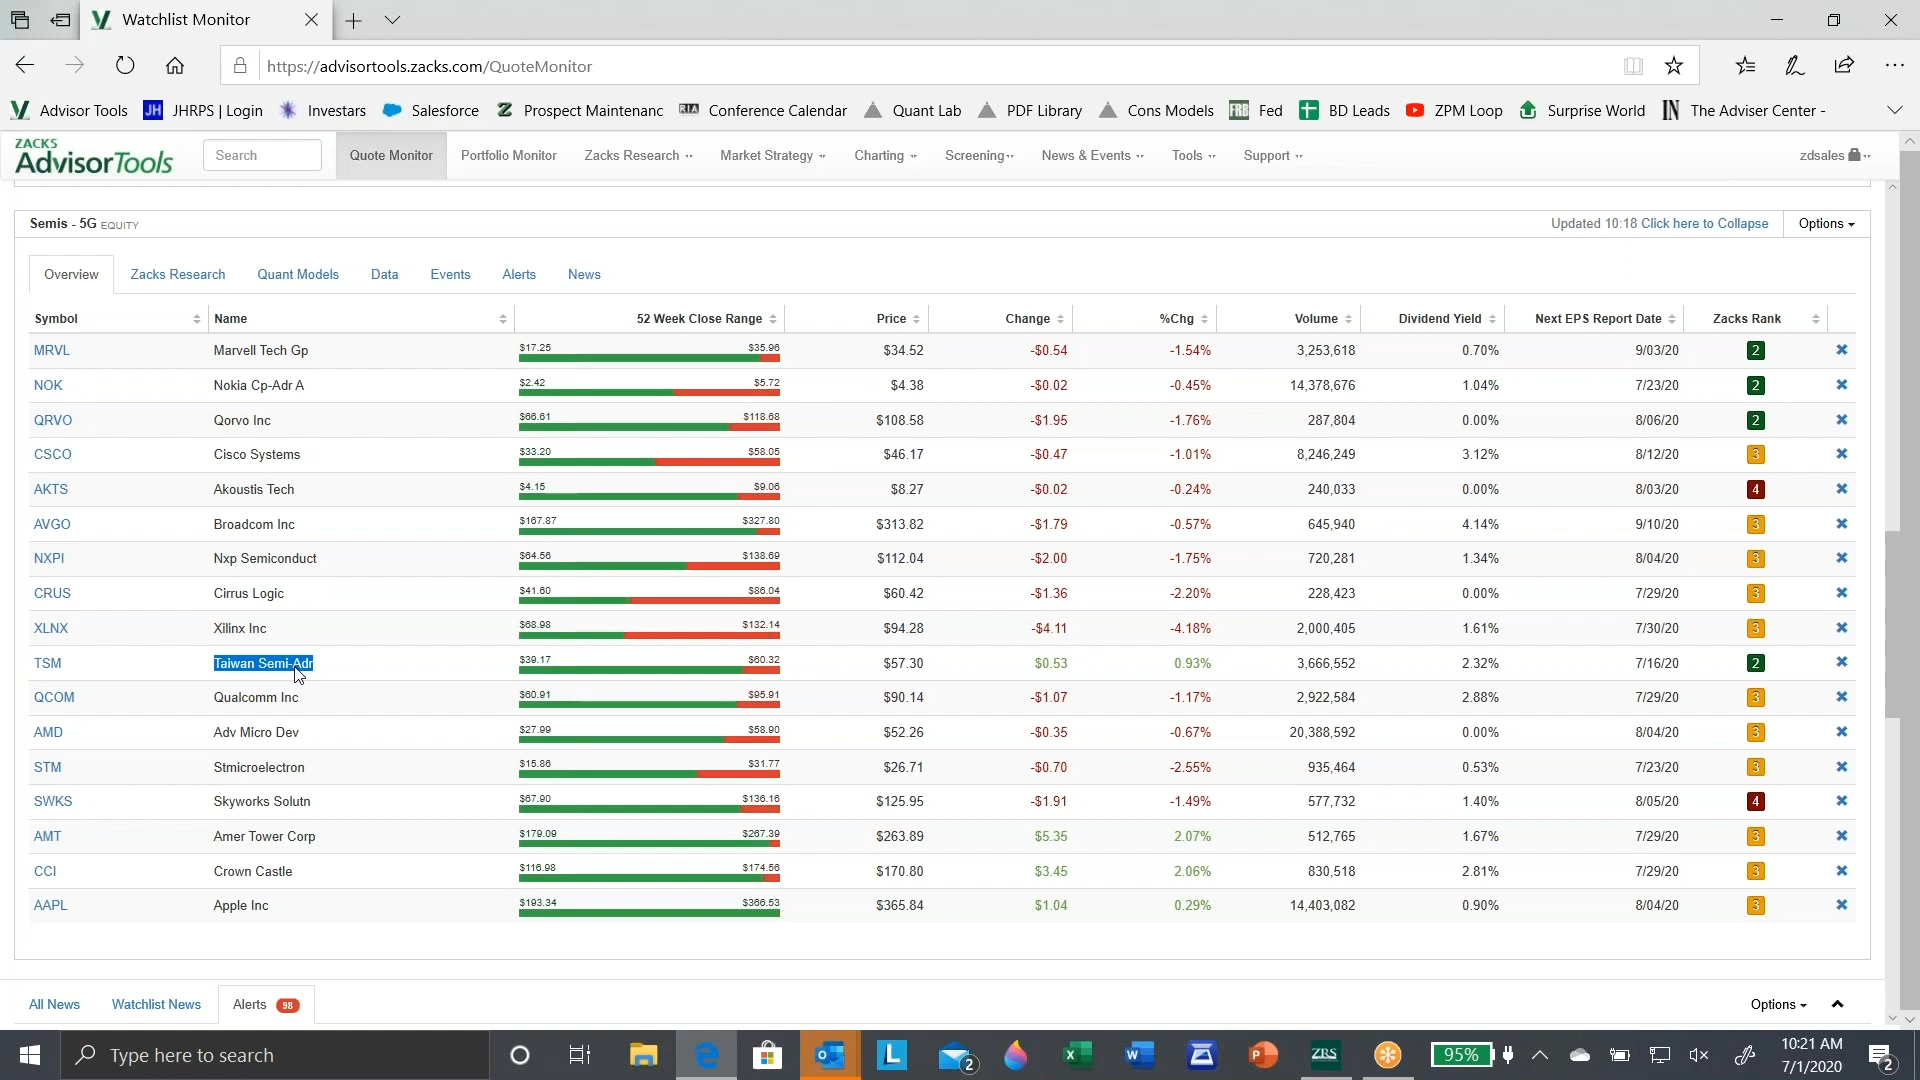 Watchlist Monitor
https://advisortools.zacks.com/QuoteMonitor
Advisor Tools JH JHRPS | Login Investars Salesforce Z Prospect Maintenanc RIA Conference Calendar Quant Lab PDF Library Cons Models FRB Fed BD Leads ZPM Loop Surprise World IN The Adviser Center -
ZACKS
AdvisorTools Search Quote Monitor Portfolio Monitor Zacks Research Market Strategy Charting Screening News & Events Tools Support zdsales
Semis - 5G EQUITY Updated 10:18 Click here to Collapse Options
Overview Zacks Research Quant Models Data Events Alerts News
Symbol Name 52 Week Close Range Price Change %Chg Volume Dividend Yield Next EPS Report Date Zacks Rank
MRVL Marvell Tech Gp $17.25 $35.96 $34.52 -$0.54 -1.54% 3,253,618 0.70% 9/03/20 2
NOK Nokia Cp-Adr A $2.42 $5.72 $4.38 -$0.02 -0.45% 14,378,676 1.04% 7/23/20 2
QRVO Qorvo Inc $66.61 $118.68 $108.58 -$1.95 -1.76% 287,804 0.00% 8/06/20 2
CSCO Cisco Systems $33.20 $58.05 $46.17 -$0.47 -1.01% 8,246,249 3.12% 8/12/20 3
AKTS Akoustis Tech $4.15 $9.06 $8.27 -$0.02 -0.24% 240,033 0.00% 8/03/20 4
AVGO Broadcom Inc $167.87 $327.80 $313.82 -$1.79 -0.57% 645,940 4.14% 9/10/20 3
NXPI Nxp Semiconduct $64.56 $138.69 $112.04 -$2.00 -1.75% 720,281 1.34% 8/04/20 3
CRUS Cirrus Logic $41.60 $86.04 $60.42 -$1.36 -2.20% 228,423 0.00% 7/29/20 3
XLNX Xilinx Inc $68.98 $132.14 $94.28 -$4.11 -4.18% 2,000,405 1.61% 7/30/20 3
TSM Taiwan Semi-Adr $39.17 $60.32 $57.30 $0.53 0.93% 3,666,552 2.32% 7/16/20 2
QCOM Qualcomm Inc $60.91 $95.91 $90.14 -$1.07 -1.17% 2,922,584 2.88% 7/29/20 3
AMD Adv Micro Dev $27.99 $58.90 $52.26 -$0.35 -0.67% 20,388,592 0.00% 8/04/20 3
STM Stmicroelectron $15.86 $31.77 $26.71 -$0.70 -2.55% 935,464 0.53% 7/23/20 3
SWKS Skyworks Solutn $67.90 $136.16 $125.95 -$1.91 -1.49% 577,732 1.40% 8/05/20 4
AMT Amer Tower Corp $179.09 $267.39 $263.89 $5.35 2.07% 512,765 1.67% 7/29/20 3
CCI Crown Castle $116.98 $174.56 $170.80 $3.45 2.06% 830,518 2.81% 7/29/20 3
AAPL Apple Inc $193.34 $366.53 $365.84 $1.04 0.29% 14,403,082 0.90% 8/04/20 3
All News Watchlist News Alerts 98 Options
Type here to search L 2 ZRS 95% 10:21 AM
7/1/2020 2